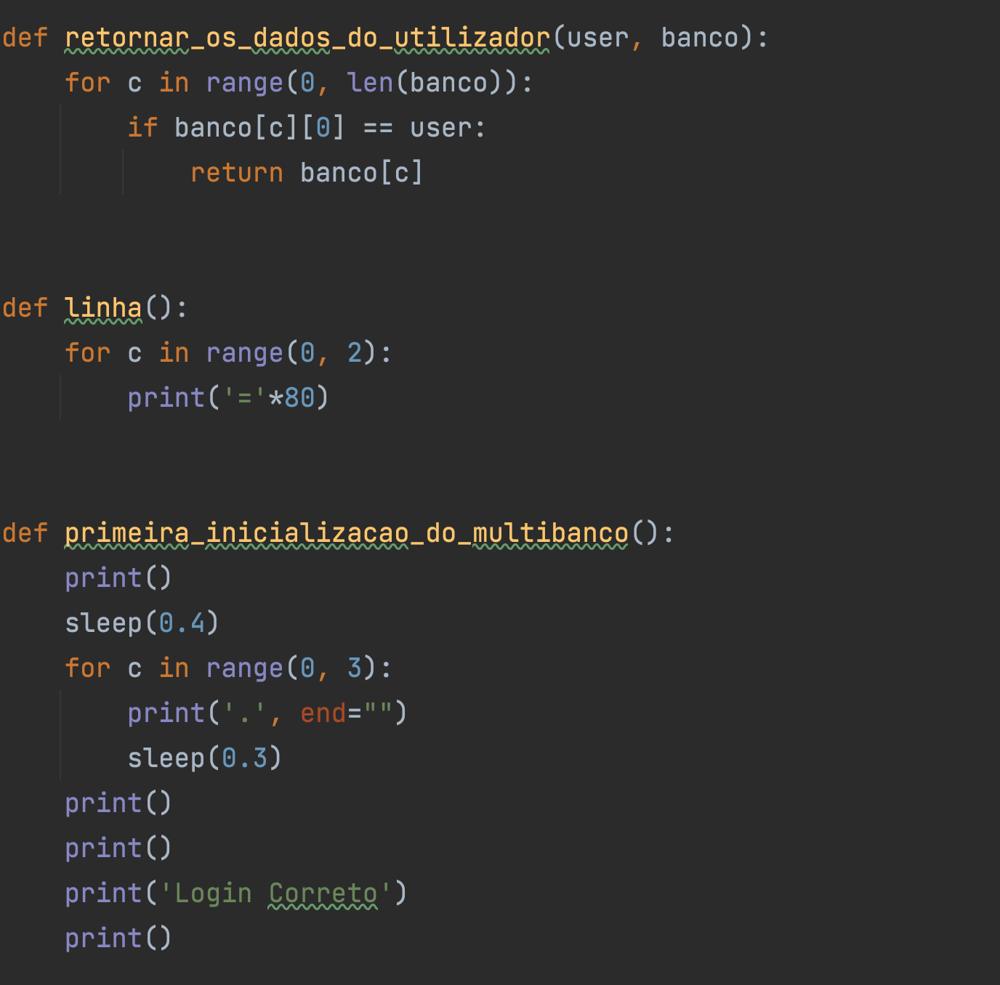 def retornar_os_dados_do_utilizador(user, banco):
    for c in range(0, len(banco)):
        if banco[c][0] == user:
            return banco[c]
def linha():
    for c in range(0, 2):
        print('='*80)
def primeira_inicializacao_do_multibanco():
    print()
    sleep(0.4)
    for c in range(0, 3):
        print('.', end="")
        sleep(0.3)
    print()
    print()
    print('Login Correto')
    print()